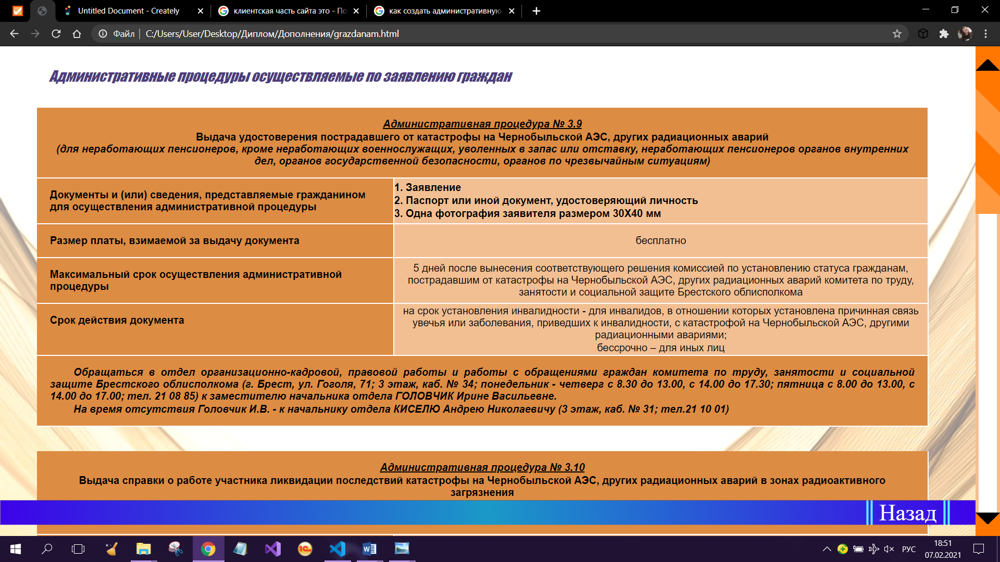 Untitled Document - Creately
клиентская часть сайта это - По
как создать административную
Файл
C:/Users/User/Desktop/Диплом/Дополнения/grazdanam.html
Административные процедуры осуществляемые по заявлению граждан
Административная процедура № 3.9
Выдача удостоверения пострадавшего от катастрофы на Чернобыльской АЭС, других радиационных аварий
(для неработающих пенсионеров, кроме неработающих военнослужащих, уволенных в запас или отставку, неработающих пенсионеров органов внутренних
дел, органов государственной безопасности, органов по чрезвычайным ситуациям)
Документы и (или) сведения, представляемые гражданином
для осуществления административной процедуры
1. Заявление
2. Паспорт или иной документ, удостоверяющий личность
3. Одна фотография заявителя размером 30Х40 мм
Размер платы, взимаемой за выдачу документа
бесплатно
Максимальный срок осуществления административной
процедуры
5 дней после вынесения соответствующего решения комиссией по установлению статуса гражданам,
пострадавшим от катастрофы на Чернобыльской АЭС, других радиационных аварий комитета по труду,
занятости и социальной защите Брестского облисполкома
Срок действия документа
на срок установления инвалидности - для инвалидов, в отношении которых установлена причинная связь
увечья или заболевания, приведших к инвалидности, с катастрофой на Чернобыльской АЭС, другими
радиационными авариями;
бессрочно – для иных лиц
Обращаться в отдел организационно-кадровой, правовой работы и работы с обращениями граждан комитета по труду, занятости и социальной
защите Брестского облисполкома (г. Брест, ул. Гоголя, 71; 3 этаж, каб. № 34; понедельник - четверг с 8.30 до 13.00, с 14.00 до 17.30; пятница с 8.00 до 13.00, с
14.00 до 17.00; тел. 21 08 85) к заместителю начальника отдела ГОЛОВЧИК Ирине Васильевне.
На время отсутствия Головчик И.В. - к начальнику отдела КИСЕЛЮ Андрею Николаевичу (3 этаж, каб. № 31; тел.21 10 01)
Административная процедура № 3.10
Выдача справки о работе участника ликвидации последствий катастрофы на Чернобыльской АЭС, других радиационных аварий в зонах радиоактивного
загрязнения
Назад
РУС
18:51
07.02.2021